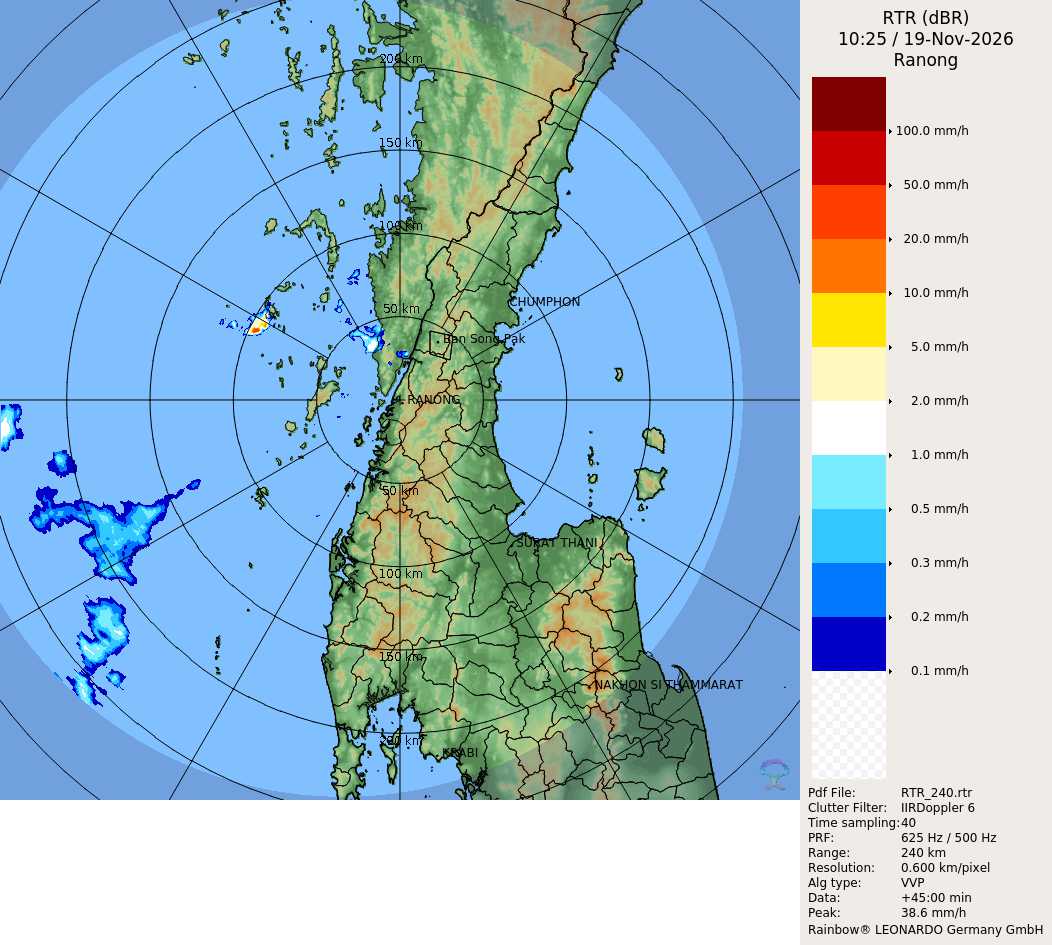 RTR (dBR)
10:25 / 19-Nov-2026
Ranong
100.0 mm/h
50.0 mm/h
20.0 mm/h
10.0 mm/h
5.0 mm/h
2.0 mm/h
1.0 mm/h
0.5 mm/h
0.3 mm/h
0.2 mm/h
0.1 mm/h
200 km
150 km
100 km
50 km
CHUMPHON
Ban Song Pak
RANONG
50 km
SURAT THANI
100 km
150 km
NAKHON SI THAMMARAT
200 km
KRABI
Pdf File: RTR_240.rtr
Clutter Filter: IIRDoppler 6
Time sampling: 40
PRF: 625 Hz / 500 Hz
Range: 240 km
Resolution: 0.600 km/pixel
Alg type: VVP
Data: +45:00 min
Peak: 38.6 mm/h
Rainbow® LEONARDO Germany GmbH